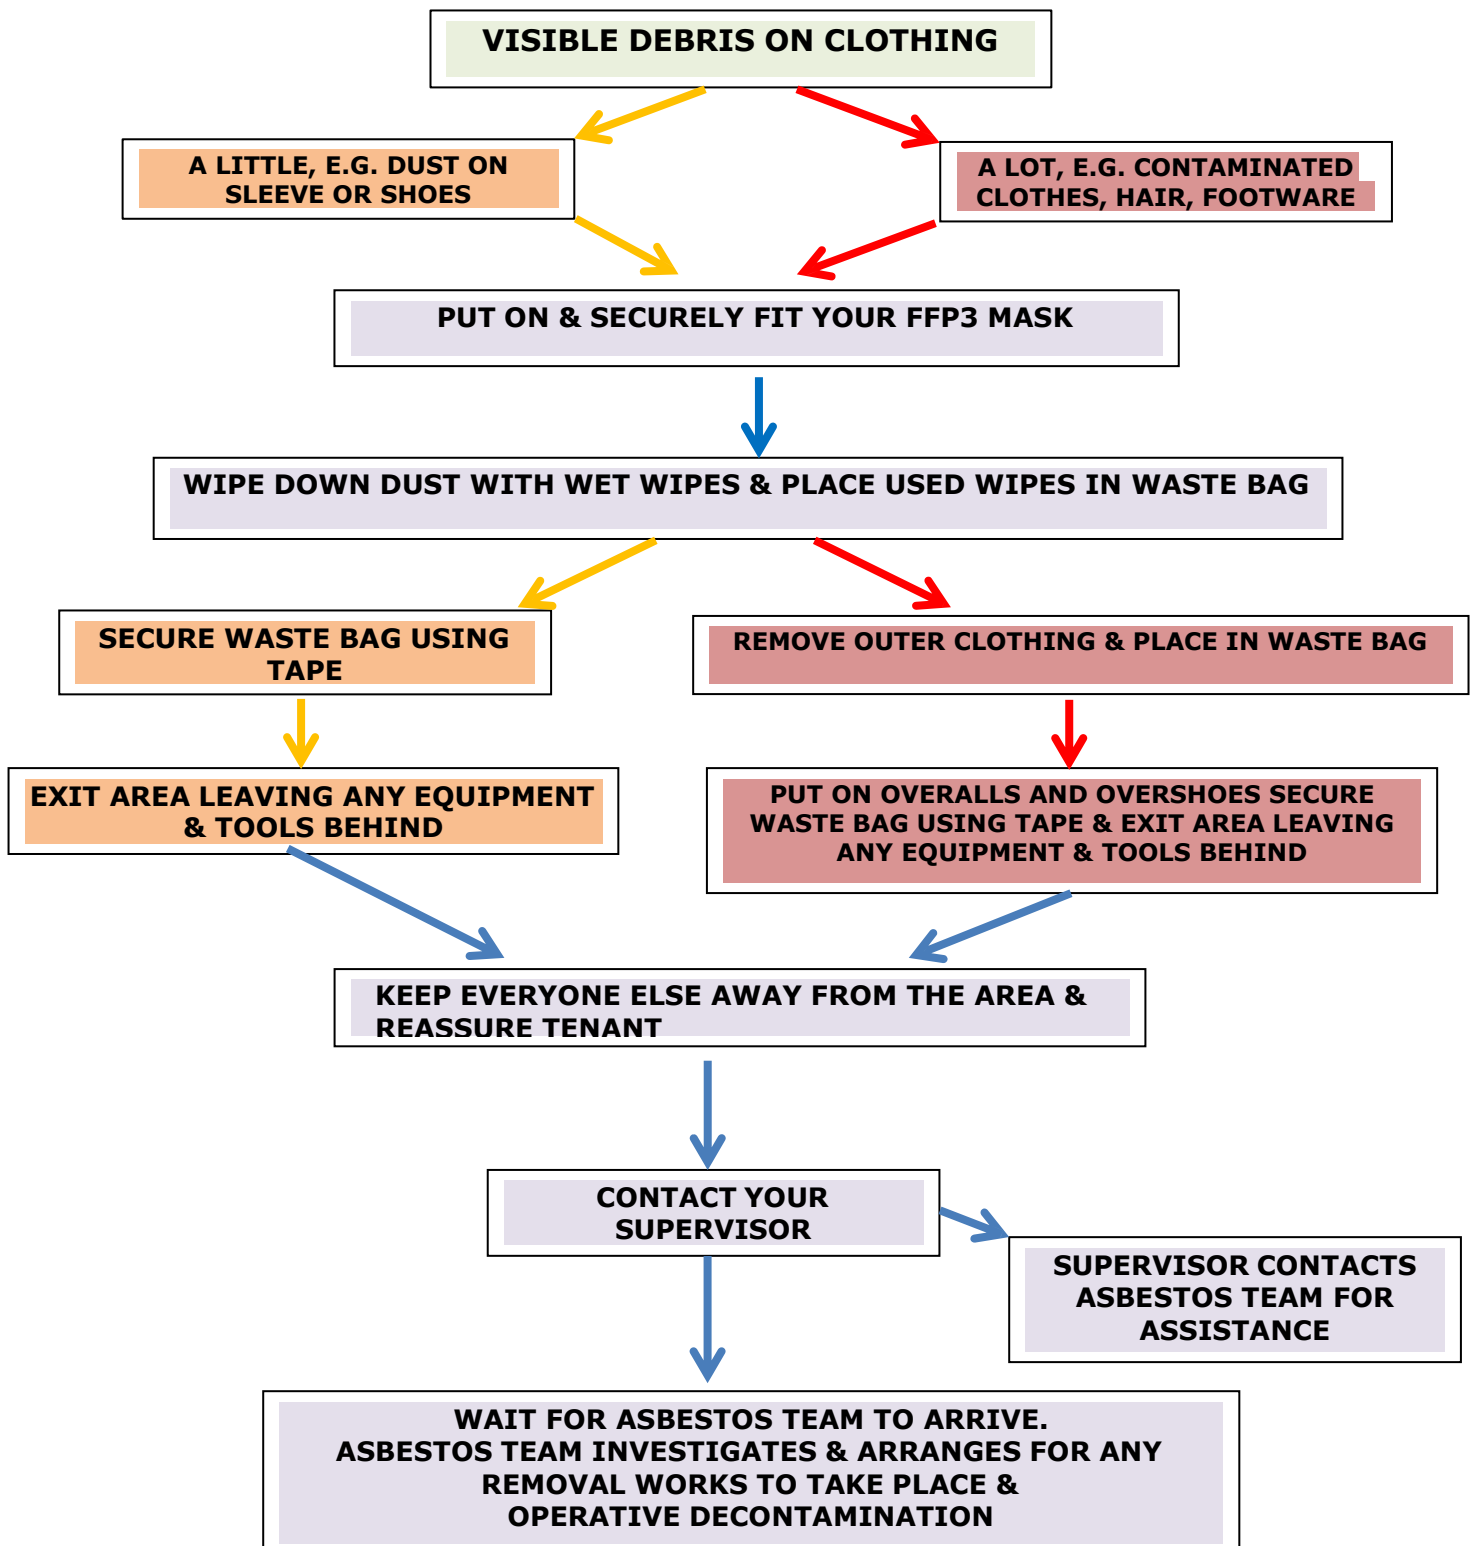 VISIBLE DEBRIS ON CLOTHING
A LITTLE, E.G. DUST ON
SLEEVE OR SHOES
A LOT, E.G. CONTAMINATED
CLOTHES, HAIR, FOOTWARE
PUT ON & SECURELY FIT YOUR FFP3 MASK
WIPE DOWN DUST WITH WET WIPES & PLACE USED WIPES IN WASTE BAG
SECURE WASTE BAG USING
TAPE
REMOVE OUTER CLOTHING & PLACE IN WASTE BAG
EXIT AREA LEAVING ANY EQUIPMENT
& TOOLS BEHIND
PUT ON OVERALLS AND OVERSHOES SECURE
WASTE BAG USING TAPE & EXIT AREA LEAVING
ANY EQUIPMENT & TOOLS BEHIND
KEEP EVERYONE ELSE AWAY FROM THE AREA &
REASSURE TENANT
CONTACT YOUR
SUPERVISOR
SUPERVISOR CONTACTS
ASBESTOS TEAM FOR
ASSISTANCE
WAIT FOR ASBESTOS TEAM TO ARRIVE.
ASBESTOS TEAM INVESTIGATES & ARRANGES FOR ANY
REMOVAL WORKS TO TAKE PLACE &
OPERATIVE DECONTAMINATION